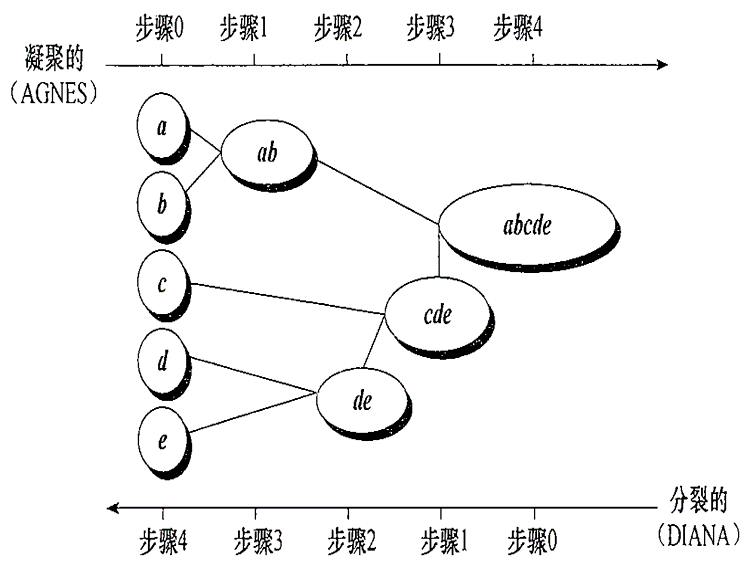 步骤0 步骤1 步骤2 步骤3 步骤4
凝聚的
(AGNES)
a
ab
b
abcde
c
cde
d
de
e
分裂的
(DIANA)
步骤4 步骤3 步骤2 步骤1 步骤0